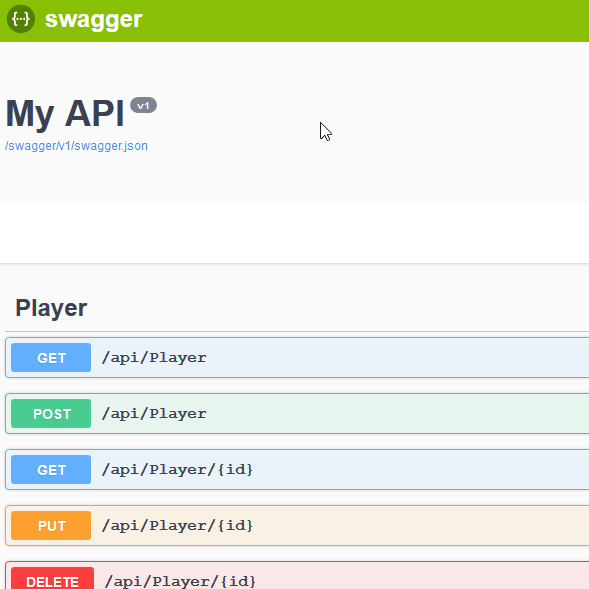 {···} swagger
My API v1
/swagger/v1/swagger.json
Player
GET /api/Player
POST /api/Player
GET /api/Player/{id}
PUT /api/Player/{id}
DELETE /api/Player/{id}